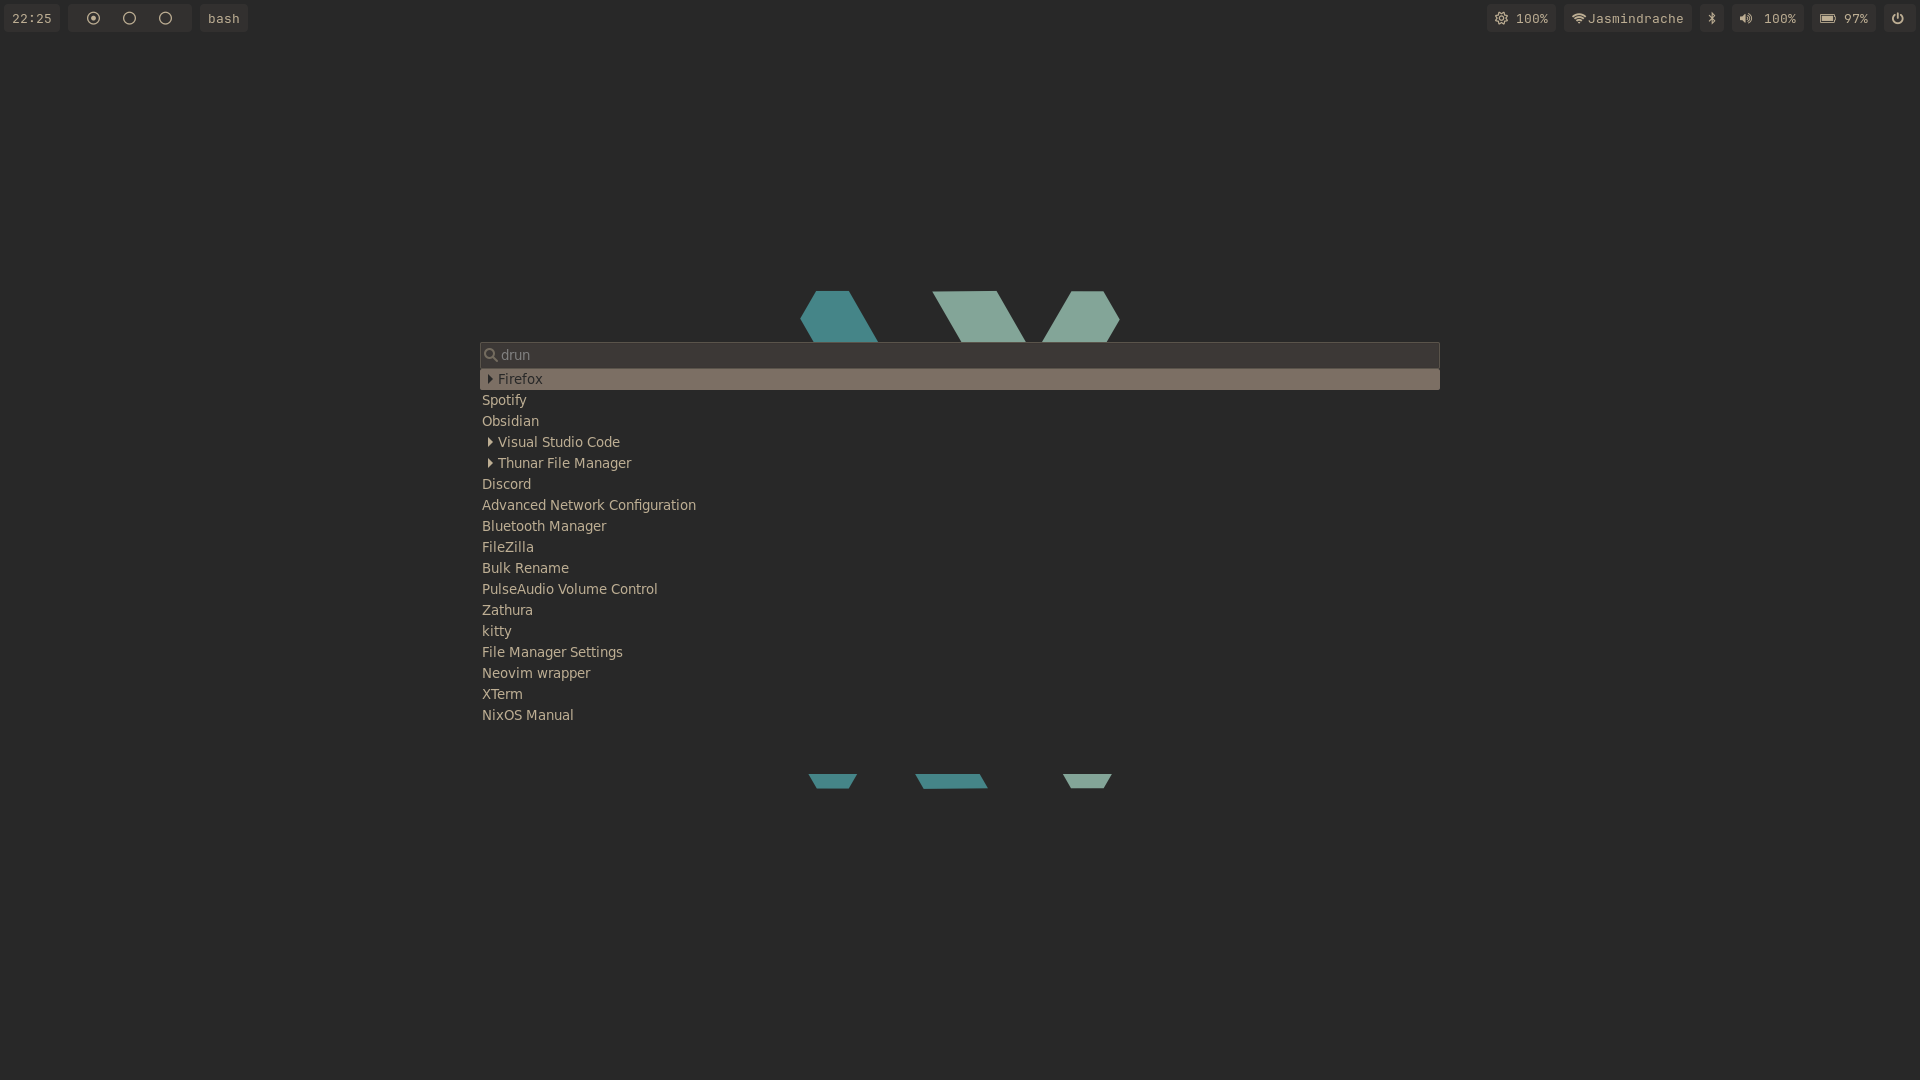 22:25
bash
100%
Jasmindrache
100%
97%
drun
Firefox
Spotify
Obsidian
Visual Studio Code
Thunar File Manager
Discord
Advanced Network Configuration
Bluetooth Manager
FileZilla
Bulk Rename
PulseAudio Volume Control
Zathura
kitty
File Manager Settings
Neovim wrapper
XTerm
NixOS Manual